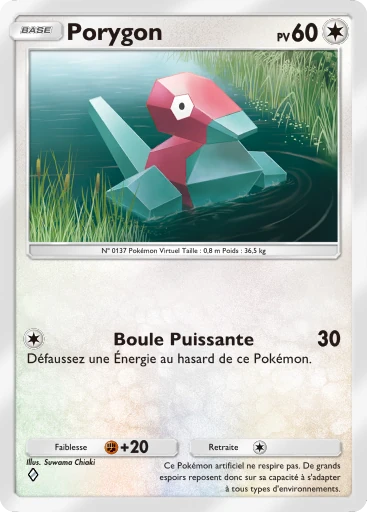 BASE Porygon PV 60
N° 0137 Pokémon Virtuel Taille : 0,8 m Poids : 36,5 kg
Boule Puissante 30
Défaussez une Énergie au hasard de ce Pokémon.
Faiblesse +20 Retraite
Illus. Suwama Chiaki
Ce Pokémon artificiel ne respire pas. De grands
espoirs reposent donc sur sa capacité à s'adapter
à tous types d'environnements.